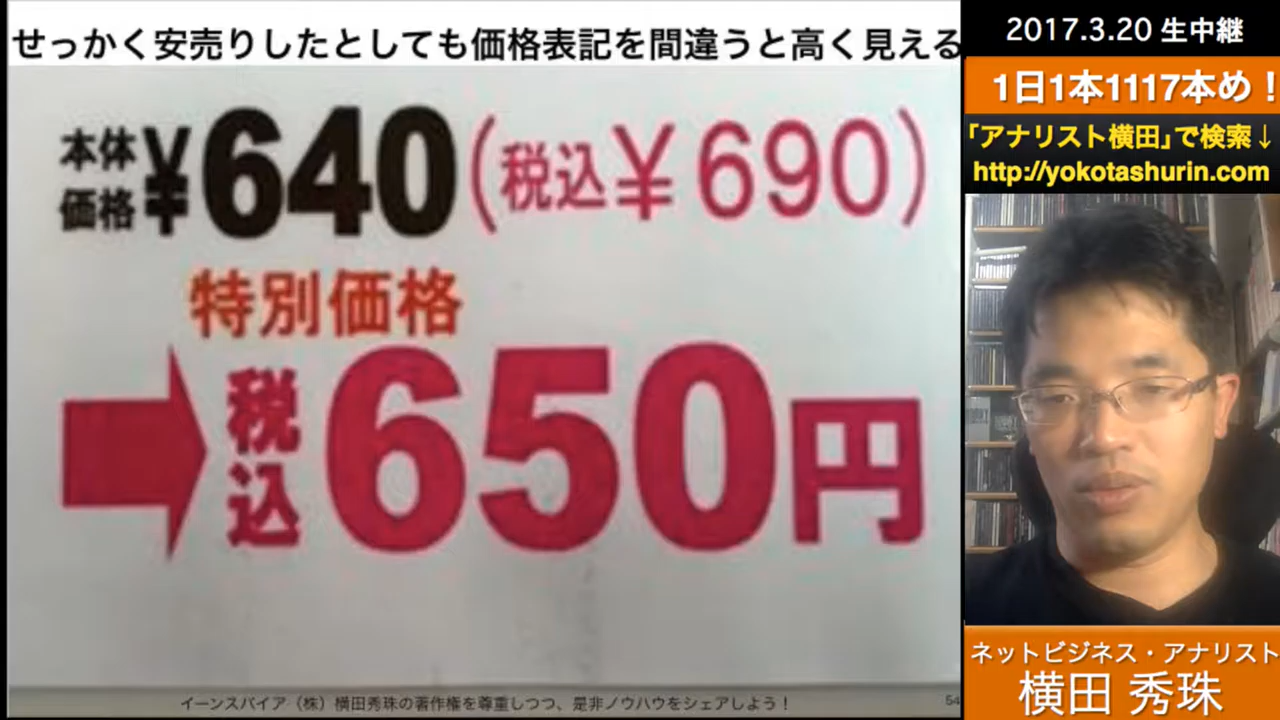 せっかく安売りしたとしても価格表記を間違うと高く見える
本体価格¥640(税込¥690)
特別価格
税込650円
イーンスパイア（株）横田秀珠の著作権を尊重しつつ、是非ノウハウをシェアしよう！
54
2017.3.20 生中継
1日1本1117本め！
「アナリスト横田」で検索↓
http://yokotashurin.com
ネットビジネス・アナリスト
横田 秀珠